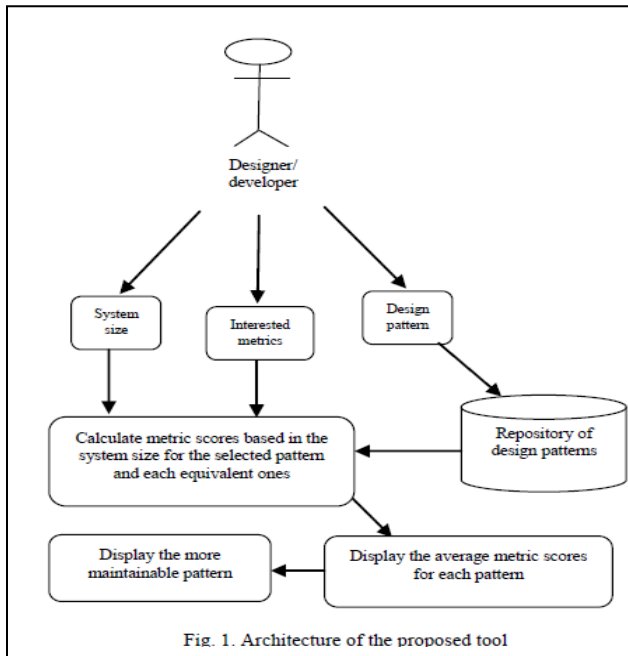 Designer/
developer
System
size
Interested
metrics
Design
pattern
Calculate metric scores based in the
system size for the selected pattern
and each equivalent ones
Repository of
design patterns
Display the more
maintainable pattern
Display the average metric scores
for each pattern
Fig. 1. Architecture of the proposed tool